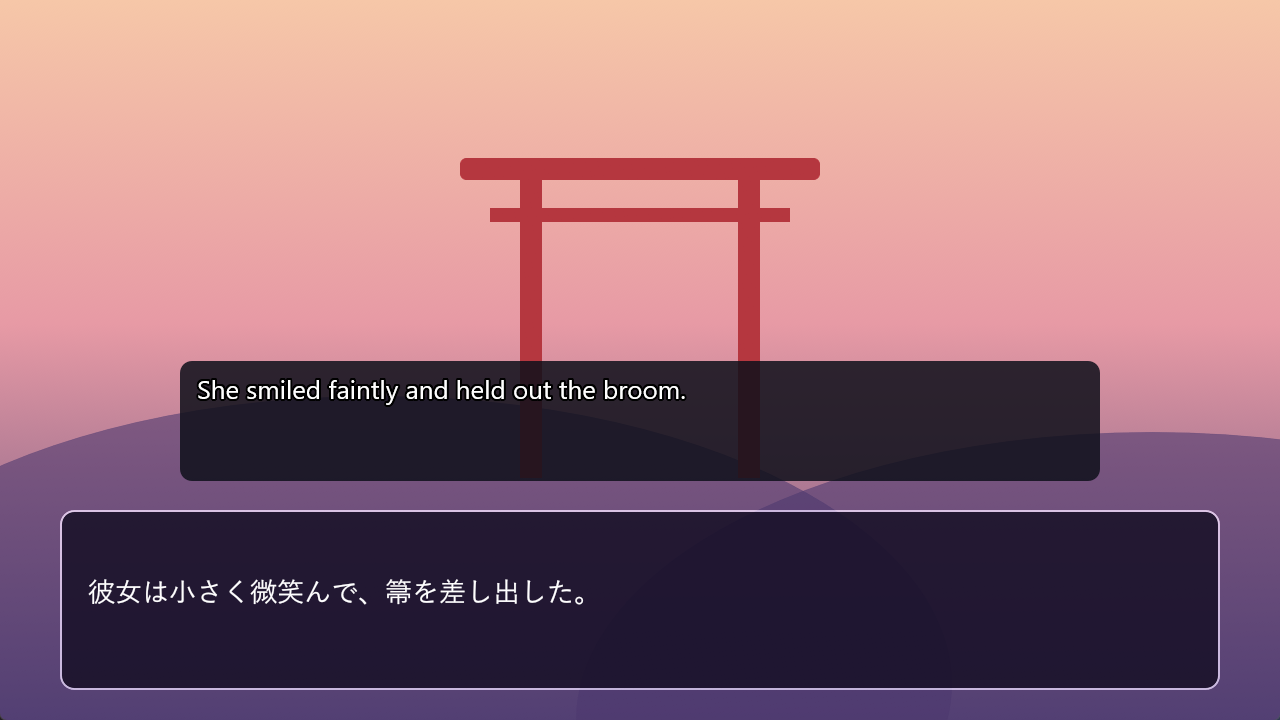 She smiled faintly and held out the broom.
彼女は小さく微笑んで、箒を差し出した。